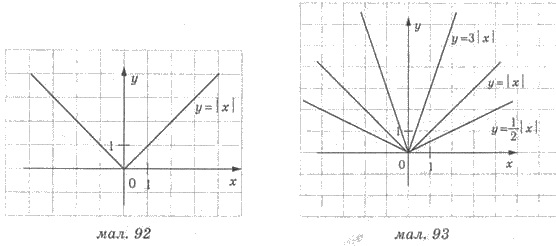 y
y=|x|
1
0
1
x
мал. 92
y
y=3|x|
y=|x|
y=1/2|x|
1
0
1
x
мал. 93